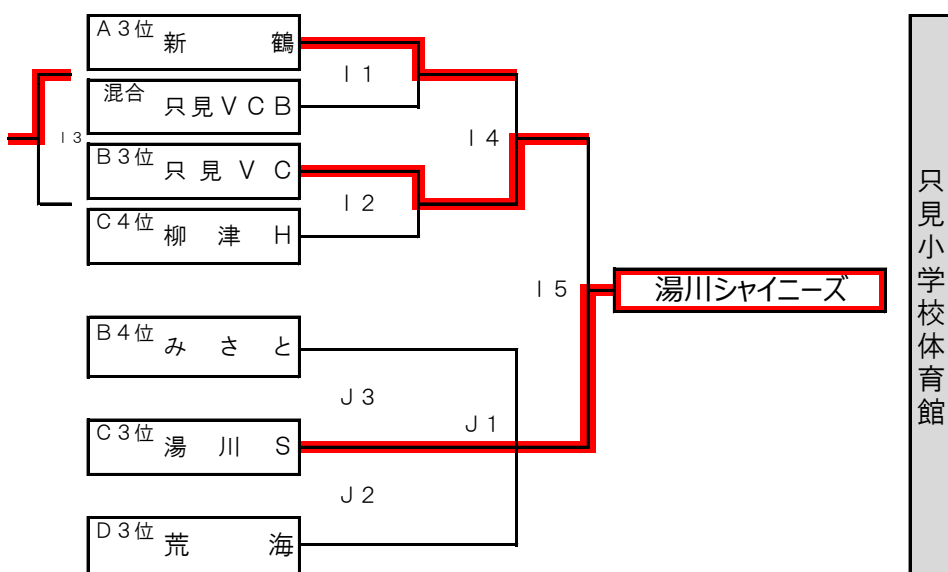 A3位 新鶴
I1
混合 只見VCB
I3
I4
B3位 只見VC
I2
C4位 柳津H
I5
湯川シャイニーズ
B4位 みさと
J3
J1
C3位 湯川S
J2
D3位 荒海
只見小学校体育館